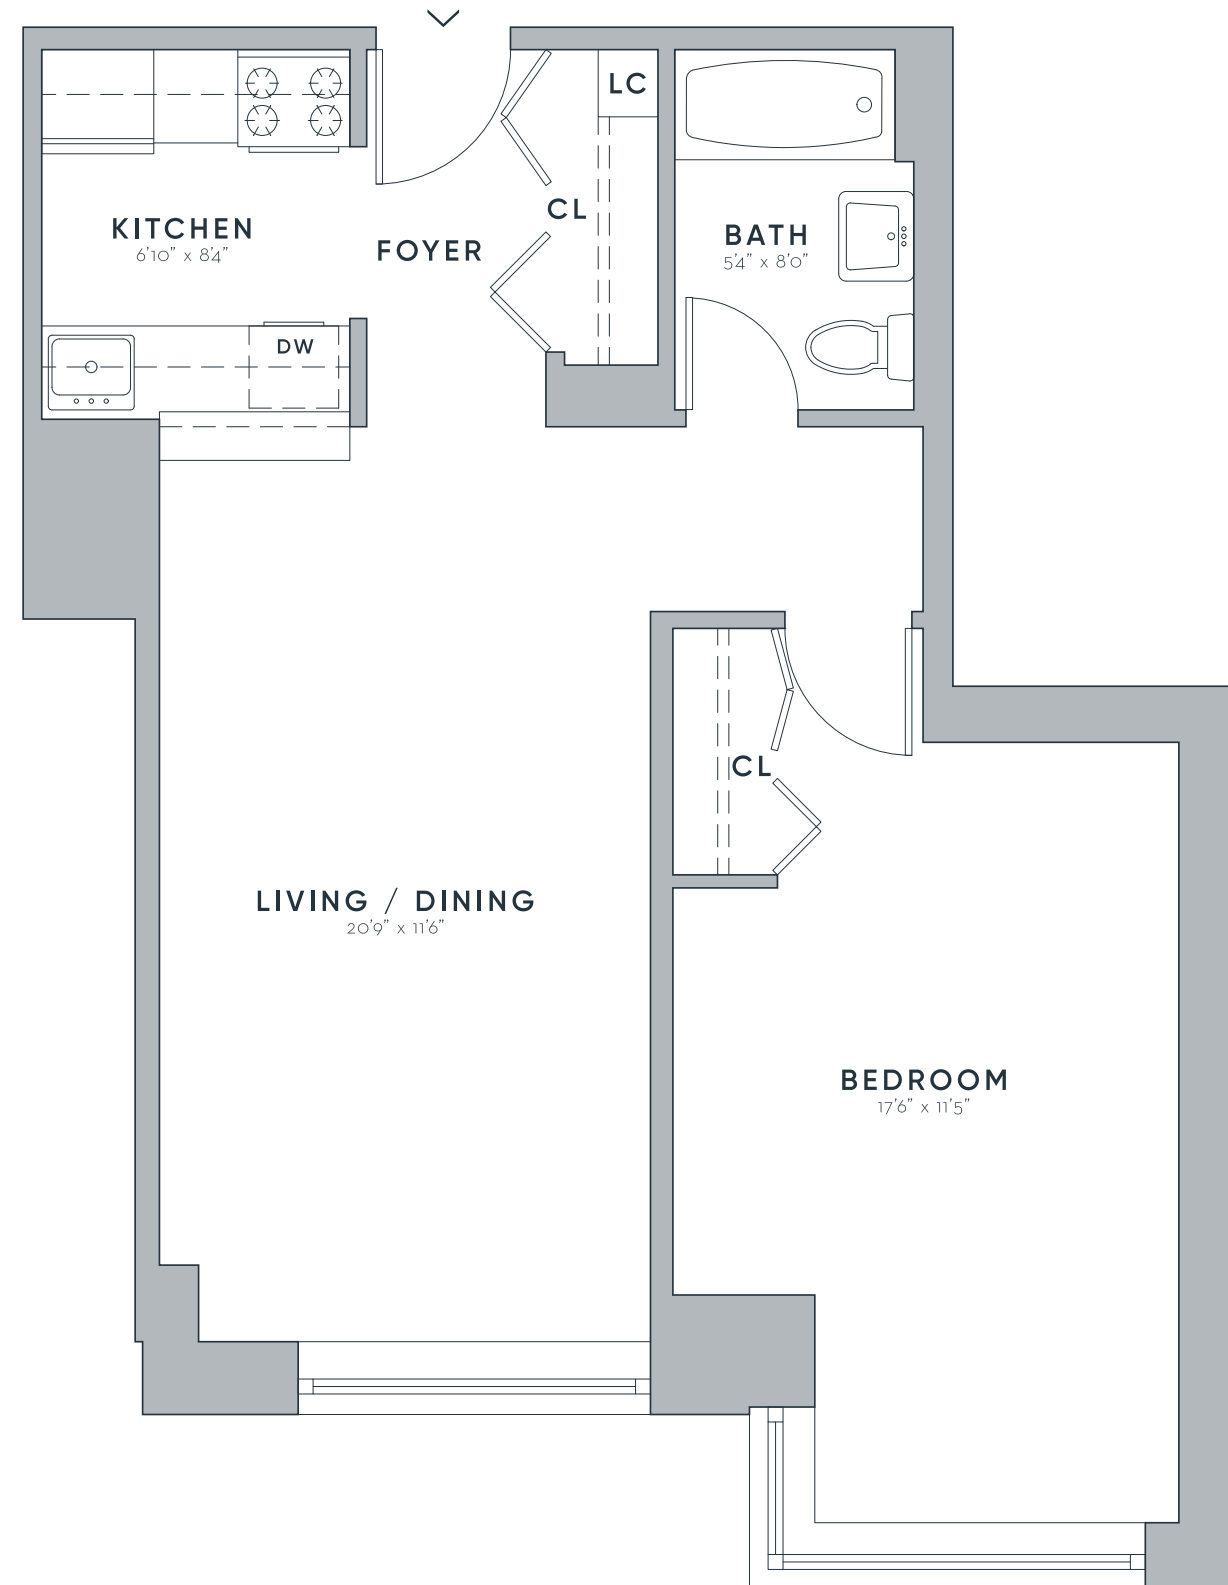 LC
CL
KITCHEN
6'10" x 8'4"
FOYER
BATH
5'4" x 8'0"
DW
CL
LIVING / DINING
20'9" x 11'6"
BEDROOM
17'6" x 11'5"